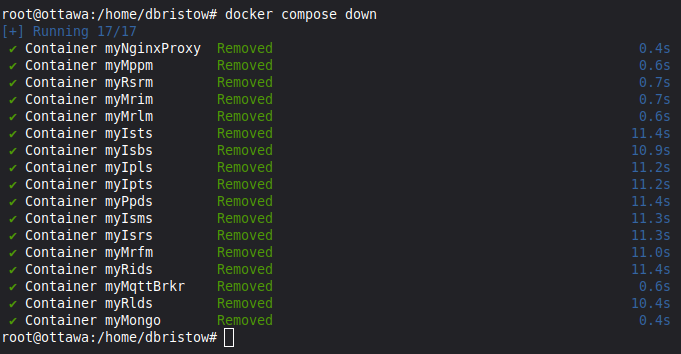 root@ottawa:/home/dbristow# docker compose down
[+] Running 17/17
✔ Container myNginxProxy  Removed 0.4s
✔ Container myMppm        Removed 0.6s
✔ Container myRsrm        Removed 0.7s
✔ Container myMrim        Removed 0.7s
✔ Container myMrlm        Removed 0.6s
✔ Container myIsts        Removed 11.4s
✔ Container myIsbs        Removed 10.9s
✔ Container myIpls        Removed 11.2s
✔ Container myIpts        Removed 11.2s
✔ Container myPpds        Removed 11.4s
✔ Container myIsms        Removed 11.3s
✔ Container myIsrs        Removed 11.3s
✔ Container myMrfm        Removed 11.0s
✔ Container myRids        Removed 11.4s
✔ Container myMqttBrkr    Removed 0.6s
✔ Container myRlds        Removed 10.4s
✔ Container myMongo       Removed 0.4s
root@ottawa:/home/dbristow#